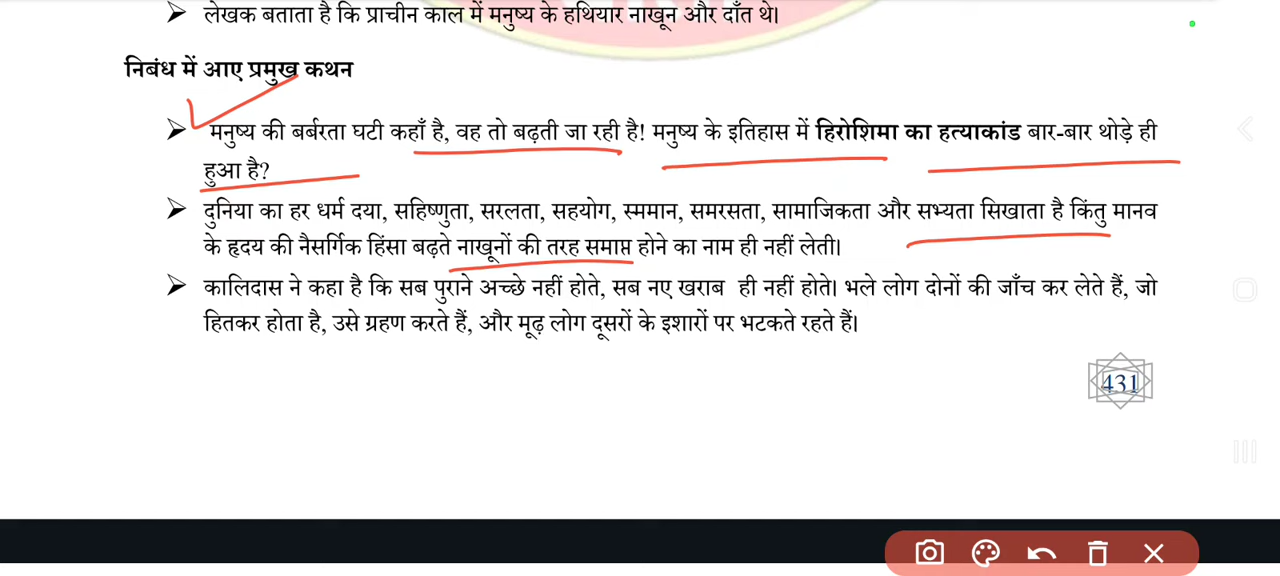 ➢ लेखक बताता है कि प्राचीन काल में मनुष्य के हथियार नाखून और दाँत थे।
निबंध में आए प्रमुख कथन
➢ मनुष्य की बर्बरता घटी कहाँ है, वह तो बढ़ती जा रही है! मनुष्य के इतिहास में हिरोशिमा का हत्याकांड बार-बार थोड़े ही
हुआ है?
➢ दुनिया का हर धर्म दया, सहिष्णुता, सरलता, सहयोग, स्ममान, समरसता, सामाजिकता और सभ्यता सिखाता है किंतु मानव
के हृदय की नैसर्गिक हिंसा बढ़ते नाखूनों की तरह समाप्त होने का नाम ही नहीं लेती।
➢ कालिदास ने कहा है कि सब पुराने अच्छे नहीं होते, सब नए खराब ही नहीं होते। भले लोग दोनों की जाँच कर लेते हैं, जो
हितकर होता है, उसे ग्रहण करते हैं, और मूढ़ लोग दूसरों के इशारों पर भटकते रहते हैं।
431